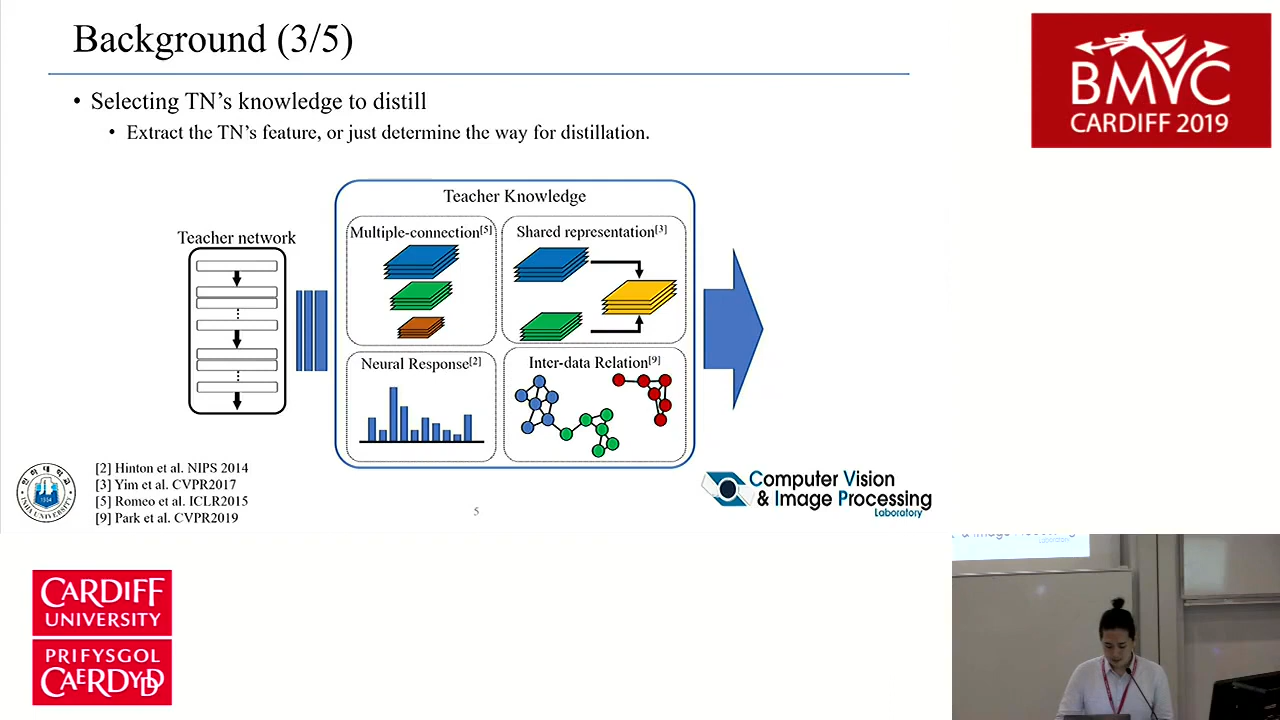 Background (3/5)
• Selecting TN's knowledge to distill
• Extract the TN's feature, or just determine the way for distillation.
Teacher Knowledge
Teacher network
Multiple-connection[5]
Shared representation[3]
Neural Response[2]
Inter-data Relation[9]
[2] Hinton et al. NIPS 2014
[3] Yim et al. CVPR2017
[5] Romeo et al. ICLR2015
[9] Park et al. CVPR2019
5
Computer Vision
& Image Processing
Laboratory
BMVC
CARDIFF 2019
CARDIFF
UNIVERSITY
PRIFYSGOL
CAERDYDD